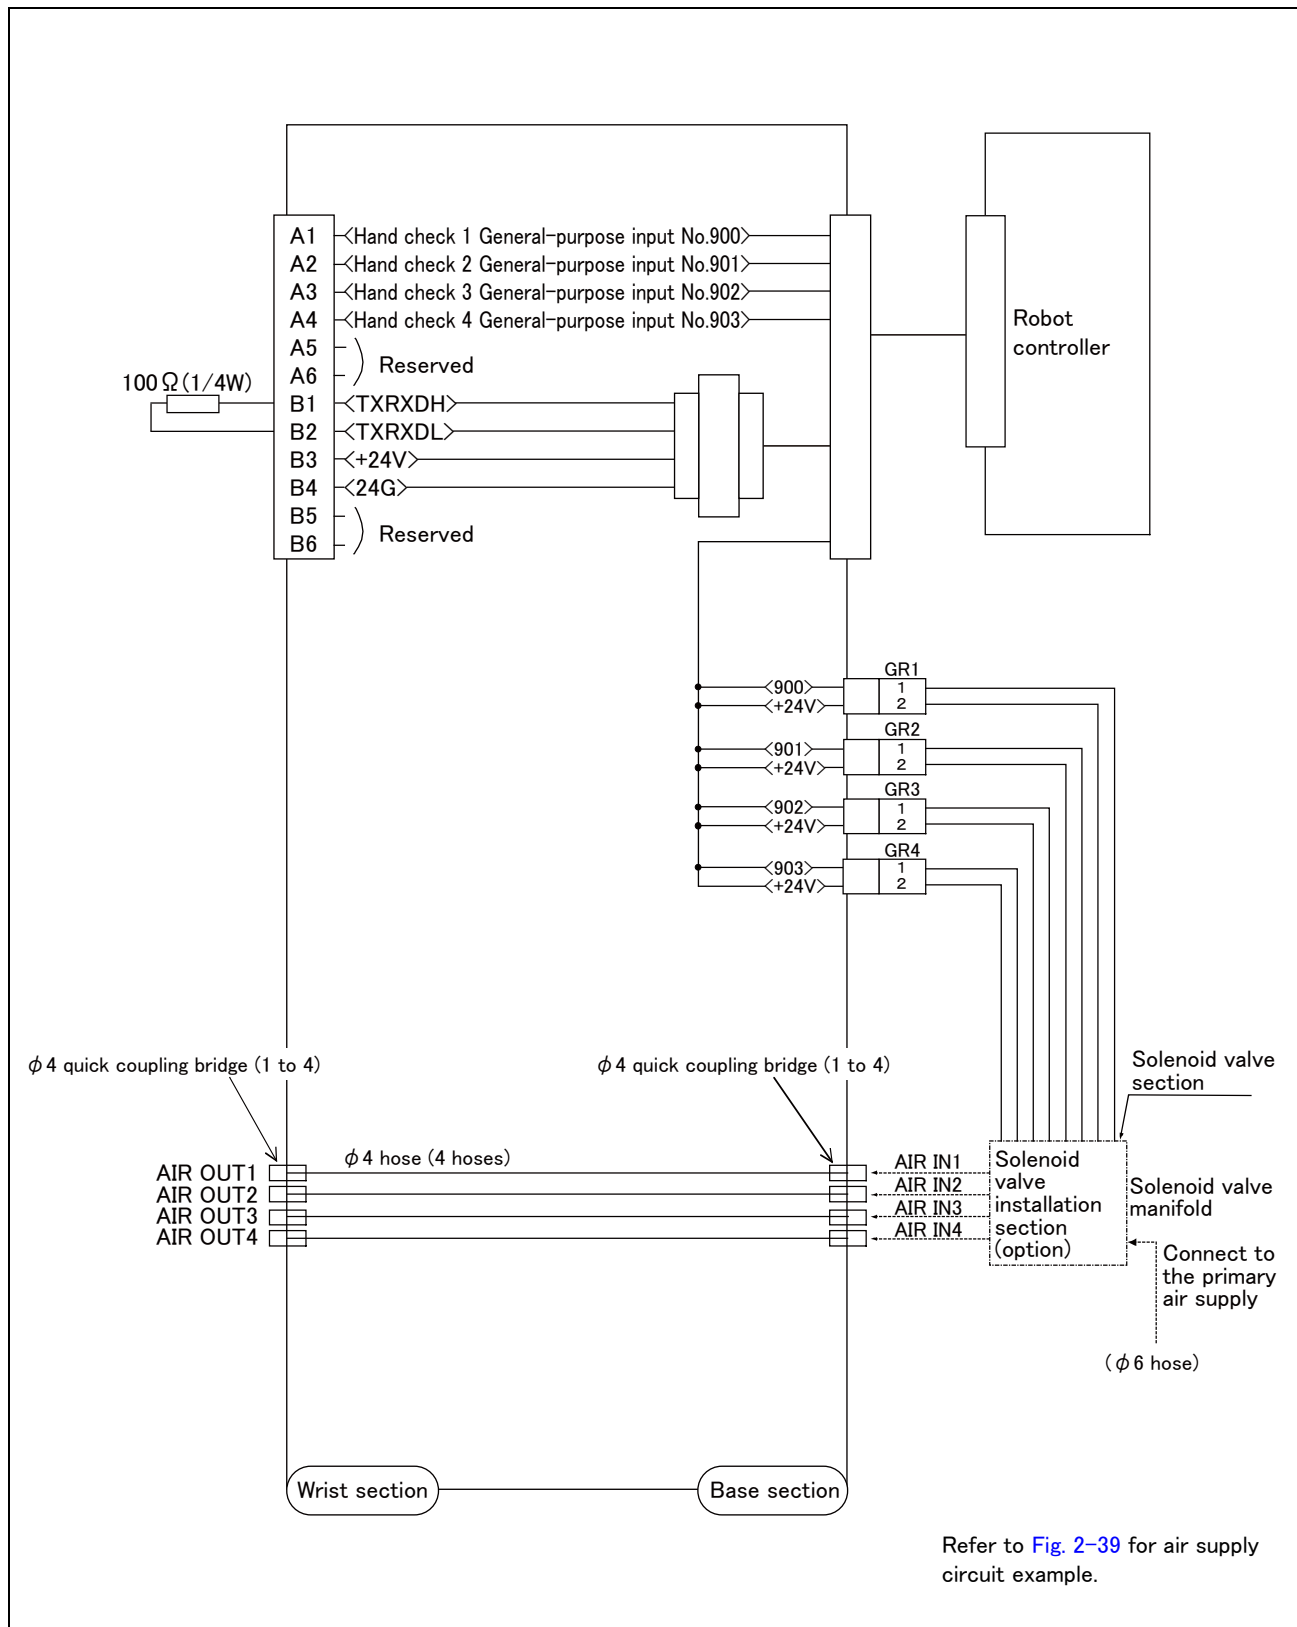 A1 <Hand check 1 General-purpose input No.900>
A2 <Hand check 2 General-purpose input No.901>
A3 <Hand check 3 General-purpose input No.902>
A4 <Hand check 4 General-purpose input No.903>
A5
Reserved
A6
100Ω(1/4W)
B1 <TXRXDH>
B2 <TXRXDL>
B3 <+24V>
B4 <24G>
B5
Reserved
B6
Robot
controller
GR1
<900> 1
<+24V> 2
GR2
<901> 1
<+24V> 2
GR3
<902> 1
<+24V> 2
GR4
<903> 1
<+24V> 2
φ4 quick coupling bridge (1 to 4)
φ4 quick coupling bridge (1 to 4)
Solenoid valve
section
φ4 hose (4 hoses)
AIR OUT1
AIR OUT2
AIR OUT3
AIR OUT4
AIR IN1
AIR IN2
AIR IN3
AIR IN4
Solenoid
valve
installation
section
(option)
Solenoid valve
manifold
Connect to
the primary
air supply
(φ6 hose)
Wrist section
Base section
Refer to Fig. 2-39 for air supply
circuit example.